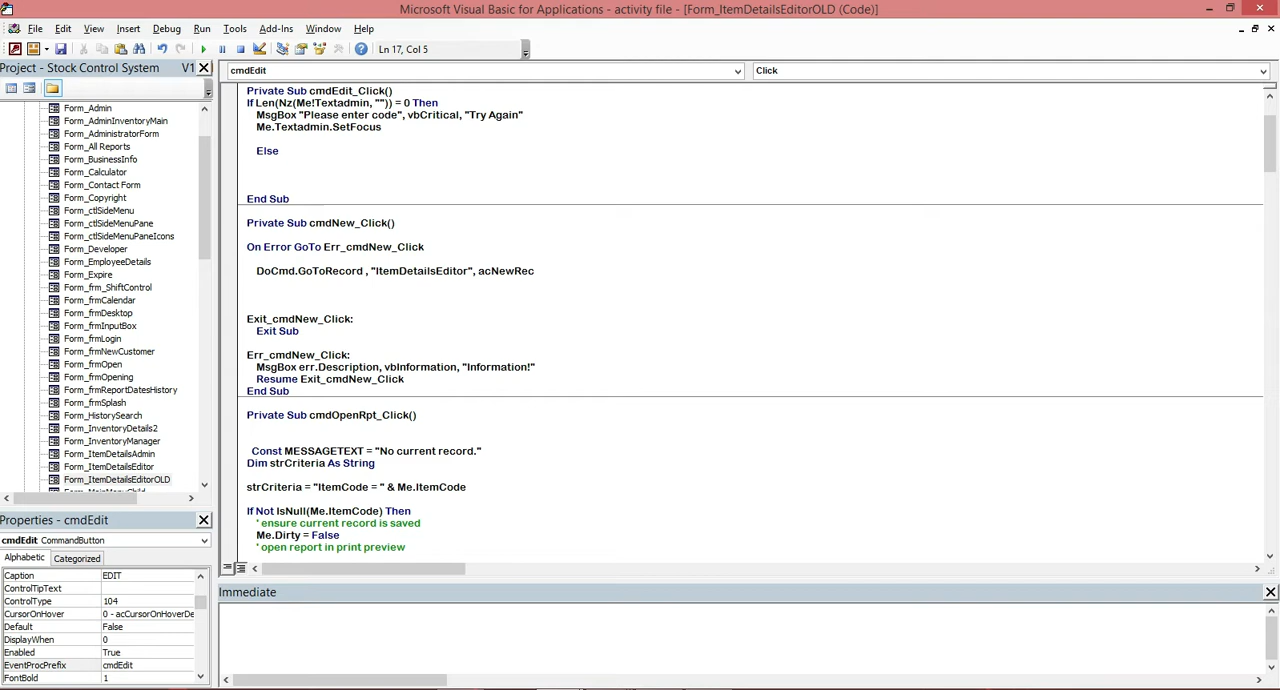 Microsoft Visual Basic for Applications - activity file - [Form_ItemDetailsEditorOLD (Code)]
File Edit View Insert Debug Run Tools Add-Ins Window Help
Ln 17, Col 5
Project - Stock Control System V1
Form_Admin
Form_AdminInventoryMain
Form_AdministratorForm
Form_All Reports
Form_BusinessInfo
Form_Calculator
Form_Contact Form
Form_Copyright
Form_ctlSideMenu
Form_ctlSideMenuPane
Form_ctlSideMenuPaneIcons
Form_Developer
Form_EmployeeDetails
Form_Expire
Form_frm_ShiftControl
Form_frmCalendar
Form_frmDesktop
Form_frmInputBox
Form_frmLogin
Form_frmNewCustomer
Form_frmOpen
Form_frmOpening
Form_frmReportDatesHistory
Form_frmSplash
Form_HistorySearch
Form_InventoryDetails2
Form_InventoryManager
Form_ItemDetailsAdmin
Form_ItemDetailsEditor
Form_ItemDetailsEditorOLD
Form_MainMenuChild
Properties - cmdEdit
cmdEdit CommandButton
Alphabetic Categorized
Caption EDIT
ControlTipText
ControlType 104
CursorOnHover 0 - acCursorOnHoverDe
Default False
DisplayWhen 0
Enabled True
EventProcPrefix cmdEdit
FontBold 1
cmdEdit Click
Private Sub cmdEdit_Click()
If Len(Nz(Me!Textadmin, "")) = 0 Then
MsgBox "Please enter code", vbCritical, "Try Again"
Me.Textadmin.SetFocus
Else
End Sub
Private Sub cmdNew_Click()
On Error GoTo Err_cmdNew_Click
DoCmd.GoToRecord , "ItemDetailsEditor", acNewRec
Exit_cmdNew_Click:
Exit Sub
Err_cmdNew_Click:
MsgBox err.Description, vbInformation, "Information!"
Resume Exit_cmdNew_Click
End Sub
Private Sub cmdOpenRpt_Click()
Const MESSAGETEXT = "No current record."
Dim strCriteria As String
strCriteria = "ItemCode = " & Me.ItemCode
If Not IsNull(Me.ItemCode) Then
' ensure current record is saved
Me.Dirty = False
' open report in print preview
Immediate